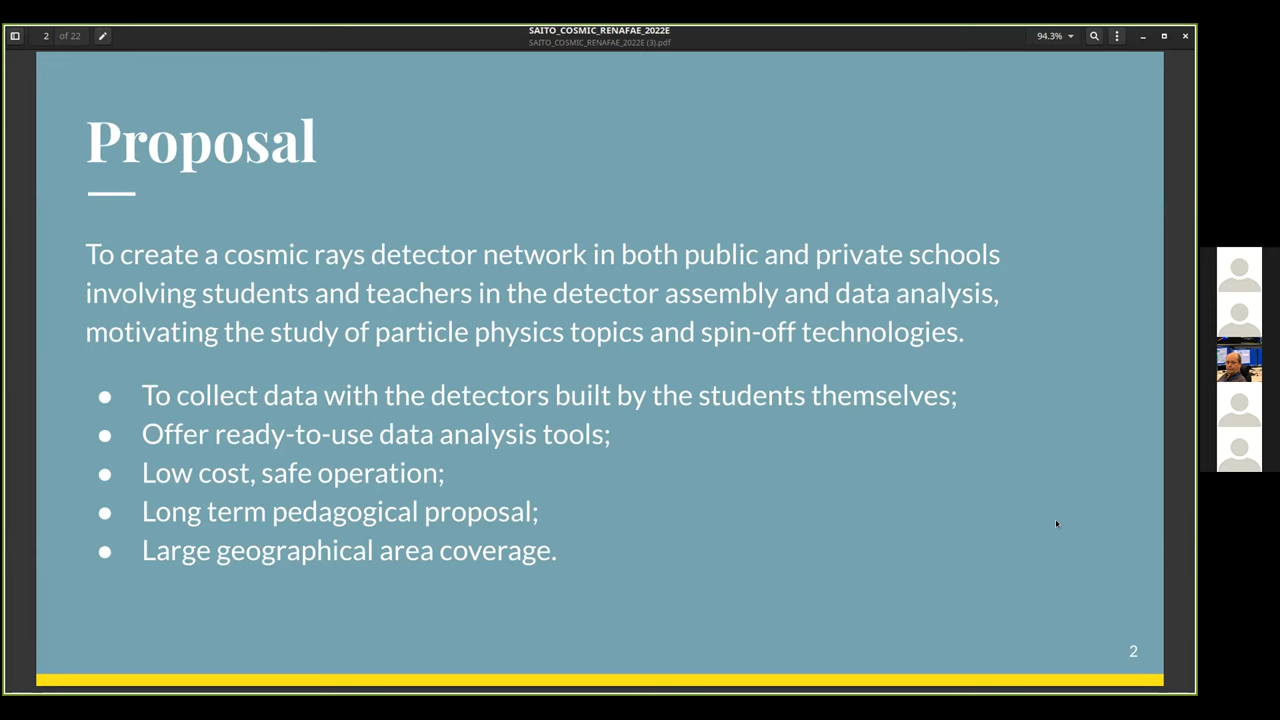 2 of 22
SAITO_COSMIC_RENAFAE_2022E
SAITO_COSMIC_RENAFAE_2022E (3).pdf
94.3%
Proposal
To create a cosmic rays detector network in both public and private schools
involving students and teachers in the detector assembly and data analysis,
motivating the study of particle physics topics and spin-off technologies.
● To collect data with the detectors built by the students themselves;
● Offer ready-to-use data analysis tools;
● Low cost, safe operation;
● Long term pedagogical proposal;
● Large geographical area coverage.
2